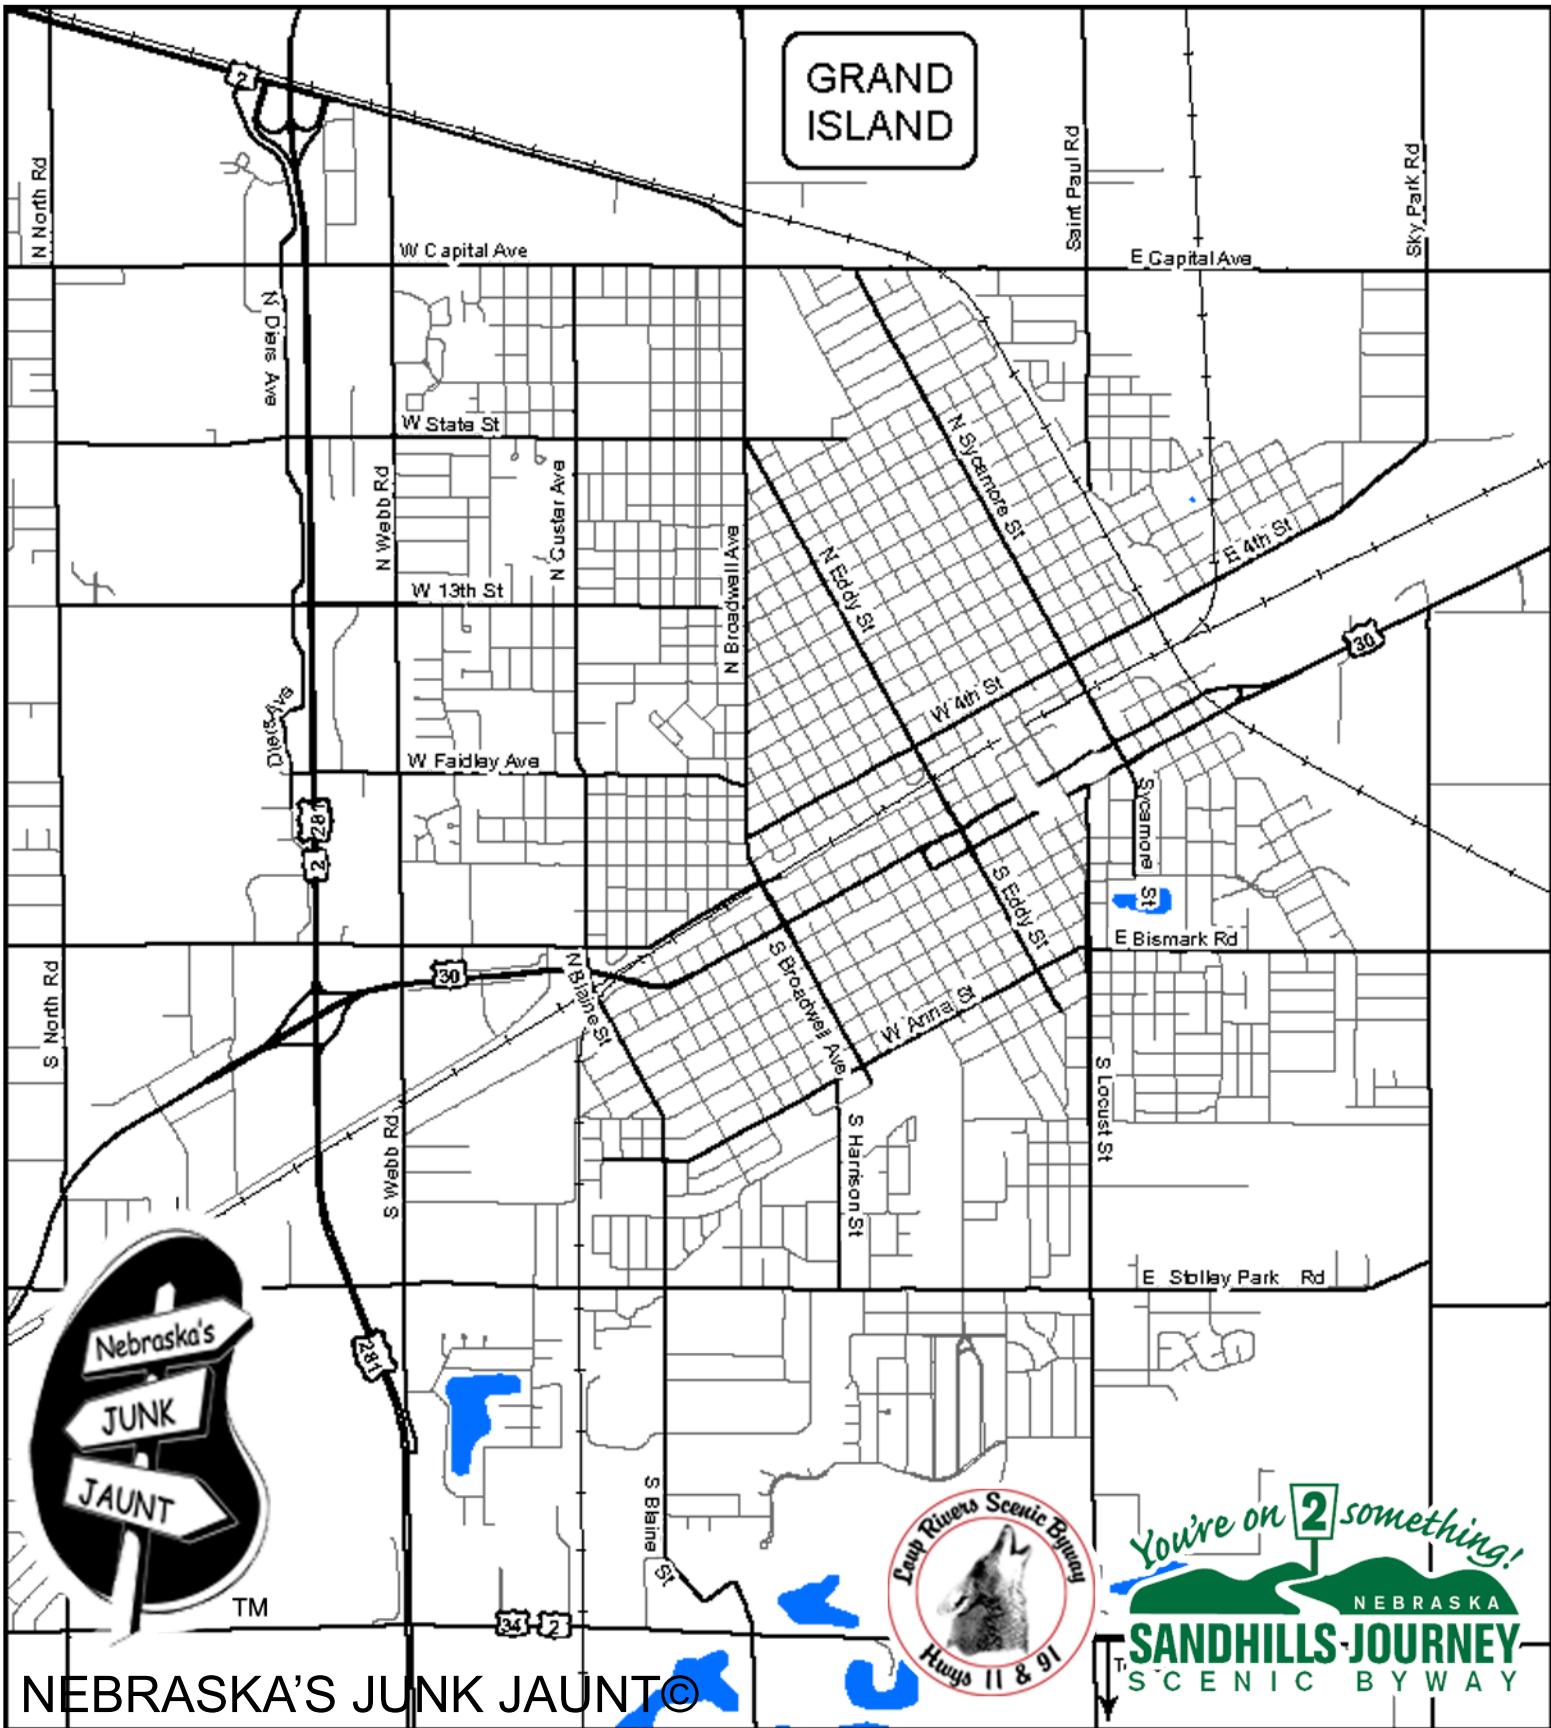 GRAND
ISLAND
2
N North Rd
Saint Paul Rd
Sky Park Rd
W Capital Ave
E Capital Ave
N Diers Ave
W State St
N Sycamore St
N Webb Rd
N Custer Ave
N Broadwell Ave
N Eddy St
E 4th St
W 13th St
30
W 4th St
Diers Ave
W Faidley Ave
281
2
Sycamore St
S Eddy St
E Bismark Rd
S North Rd
30
N Blaine St
S Broadwell Ave
W Anna St
S Locust St
S Webb Rd
S Harrison St
E Stolley Park Rd
281
Nebraska's
JUNK
JAUNT
TM
S Blaine St
34
2
Loup Rivers Scenic Byway
Hwys 11 & 91
You're on 2 something!
NEBRASKA
SANDHILLS JOURNEY
SCENIC BYWAY
NEBRASKA'S JUNK JAUNT©